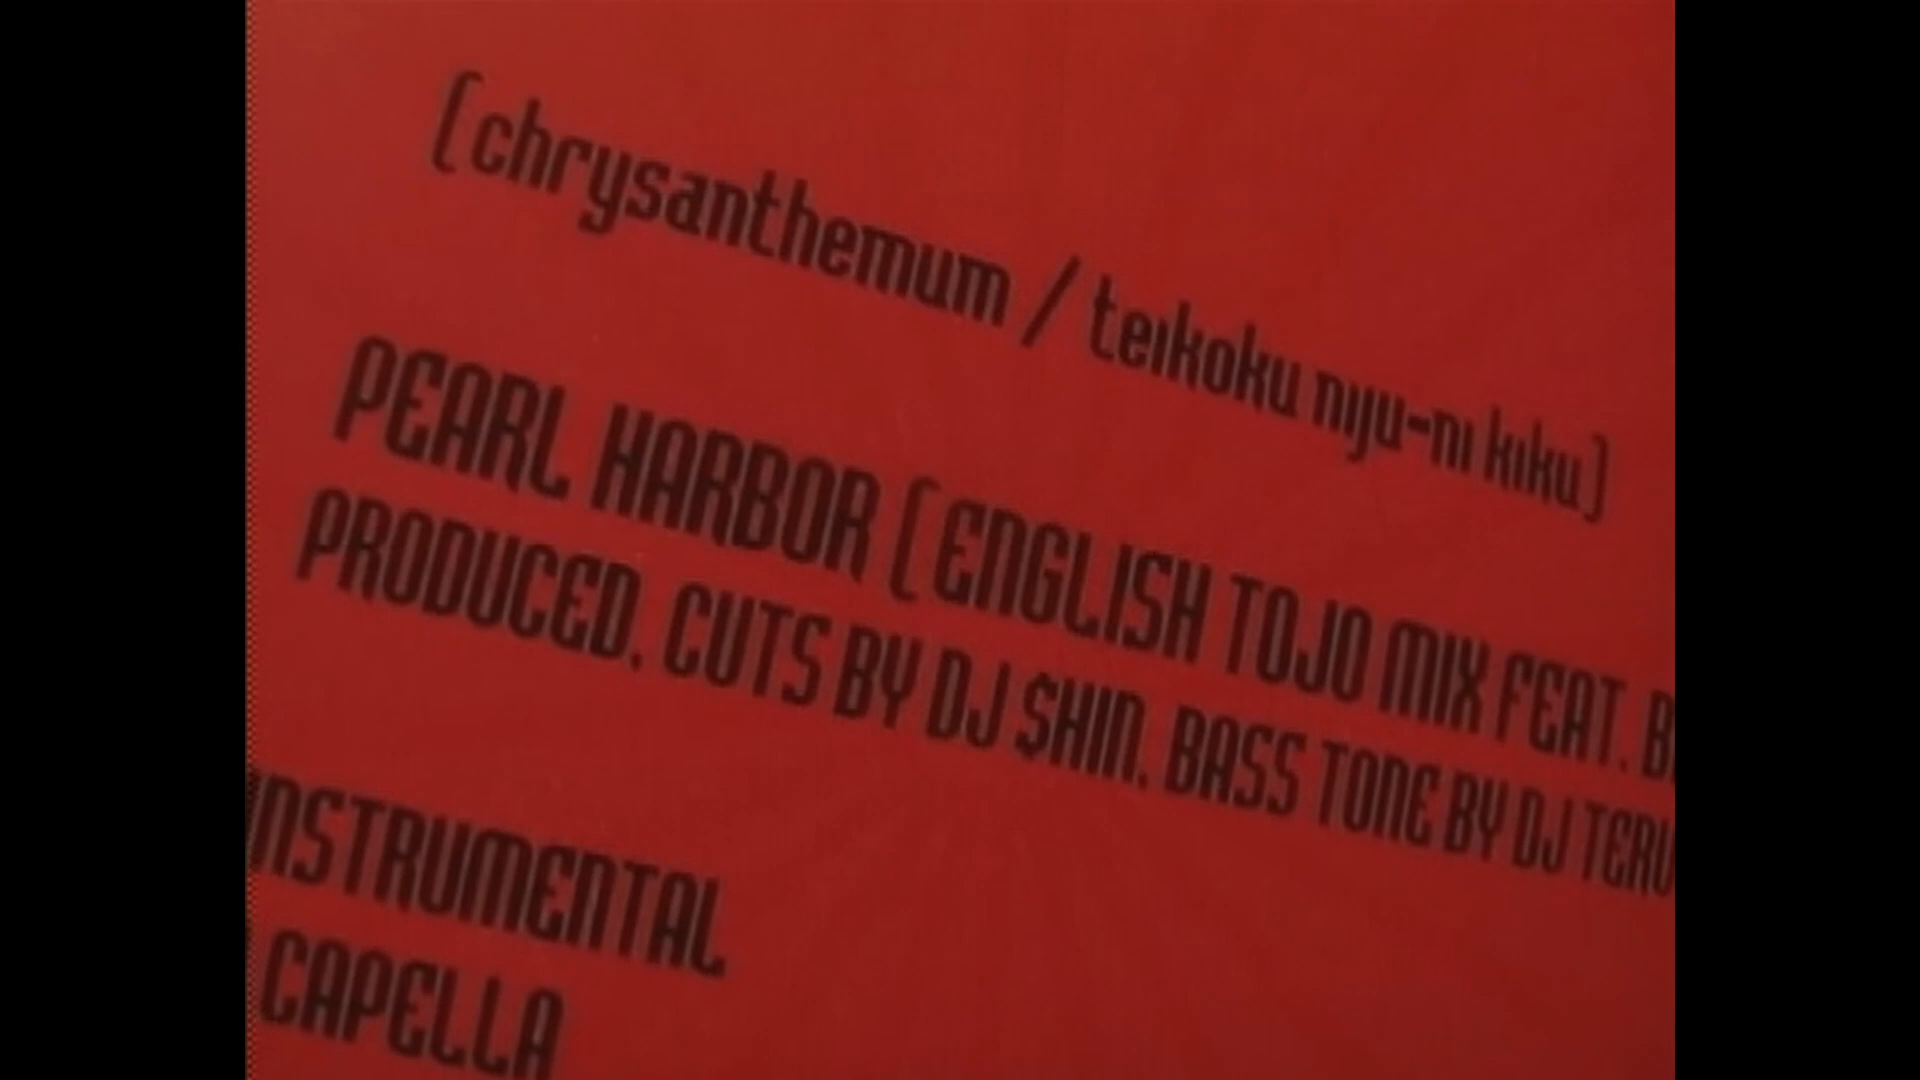 (chrysanthemum / teikoku niju-ni kiku)
PEARL HARBOR (ENGLISH TOJO MIX FEAT.
PRODUCED, CUTS BY DJ $HIN, BASS TONE BY DJ
INSTRUMENTAL
CAPELLA